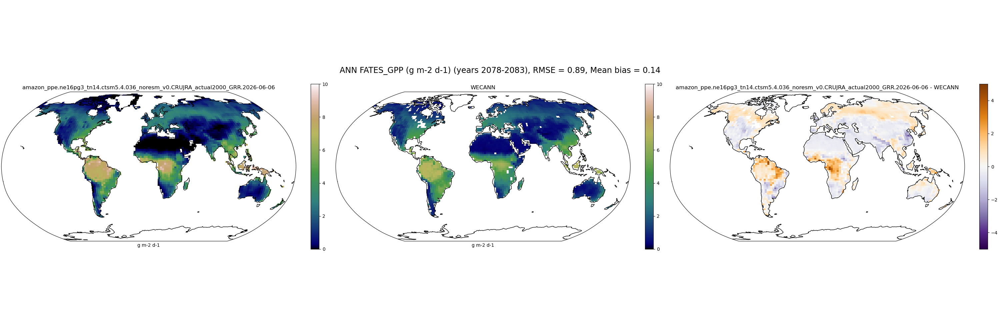 ANN FATES_GPP (g m-2 d-1) (years 2078-2083), RMSE = 0.89, Mean bias = 0.14
amazon_ppe.ne16pg3_tn14.ctsm5.4.036_noresm_v0.CRUJRA_actual2000_GRR.2026-06-06
10
8
6
4
2
0
g m-2 d-1
WECANN
10
8
6
4
2
0
g m-2 d-1
amazon_ppe.ne16pg3_tn14.ctsm5.4.036_noresm_v0.CRUJRA_actual2000_GRR.2026-06-06 - WECANN
4
2
0
−2
−4